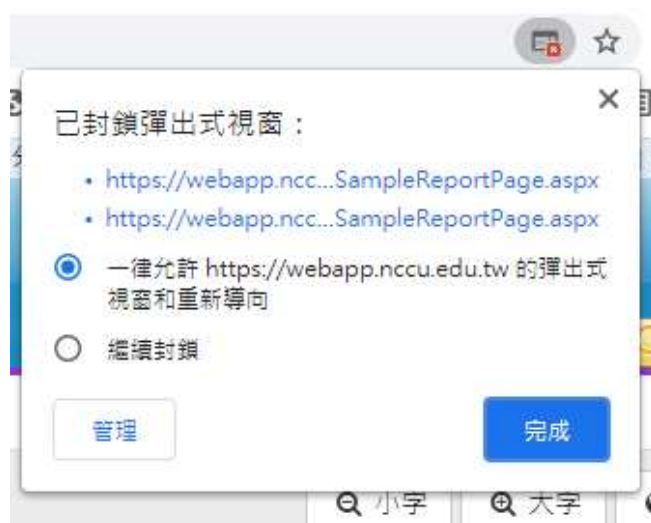 已封鎖彈出式視窗：
• https://webapp.ncc...SampleReportPage.aspx
• https://webapp.ncc...SampleReportPage.aspx
一律允許 https://webapp.nccu.edu.tw 的彈出式
視窗和重新導向
繼續封鎖
管理
完成
小字
大字